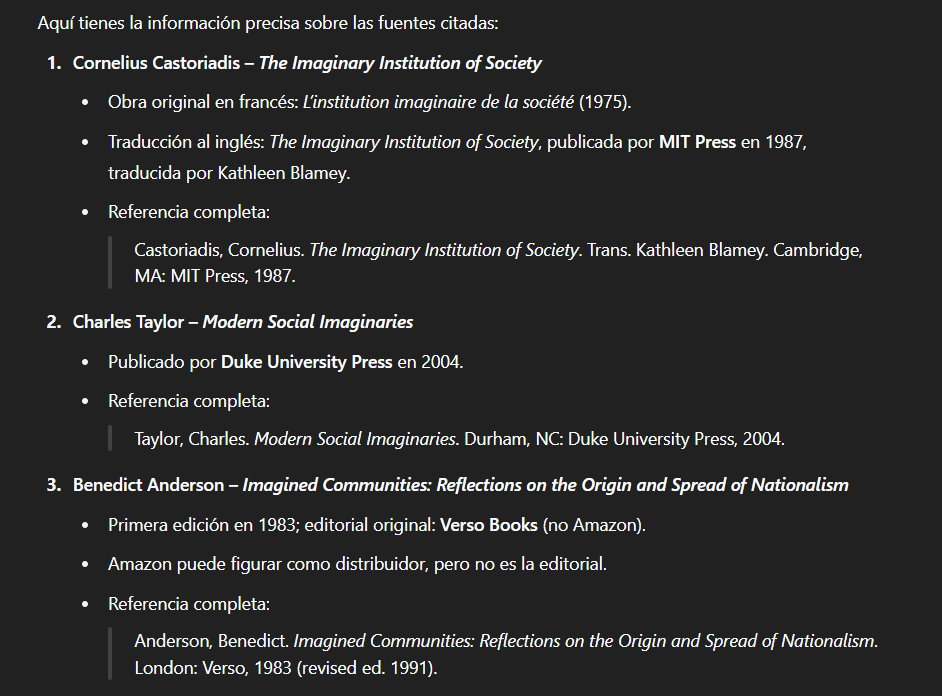 Aquí tienes la información precisa sobre las fuentes citadas:
1. Cornelius Castoriadis – The Imaginary Institution of Society
• Obra original en francés: L'institution imaginaire de la société (1975).
• Traducción al inglés: The Imaginary Institution of Society, publicada por MIT Press en 1987,
traducida por Kathleen Blamey.
• Referencia completa:
Castoriadis, Cornelius. The Imaginary Institution of Society. Trans. Kathleen Blamey. Cambridge,
MA: MIT Press, 1987.
2. Charles Taylor – Modern Social Imaginaries
• Publicado por Duke University Press en 2004.
• Referencia completa:
Taylor, Charles. Modern Social Imaginaries. Durham, NC: Duke University Press, 2004.
3. Benedict Anderson – Imagined Communities: Reflections on the Origin and Spread of Nationalism
• Primera edición en 1983; editorial original: Verso Books (no Amazon).
• Amazon puede figurar como distribuidor, pero no es la editorial.
• Referencia completa:
Anderson, Benedict. Imagined Communities: Reflections on the Origin and Spread of Nationalism.
London: Verso, 1983 (revised ed. 1991).